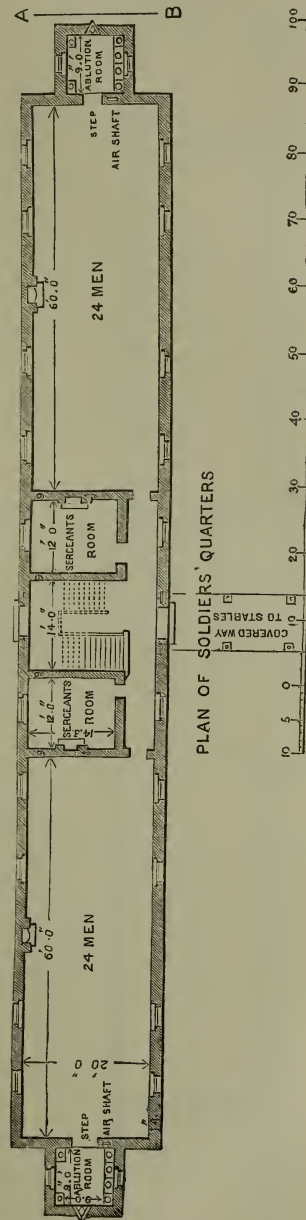 A B
9.0"
ABLUTION
ROOM
STEP
AIR SHAFT
60.0"
24 MEN
12.0"
SERGEANTS
ROOM
14.0"
12.0"
SERGEANTS
ROOM
60.0"
24 MEN
20.0"
STEP
AIR SHAFT
9.0"
ABLUTION
ROOM
PLAN OF SOLDIERS' QUARTERS
COVERED WAY
TO STABLES
10 5 0 10 20 30 40 50 60 70 80 90 100